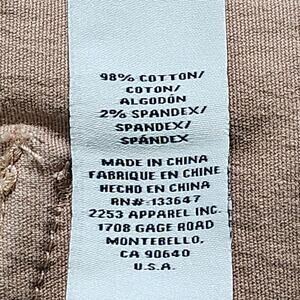 98% COTTON/
COTON/
ALGODÓN
2% SPANDEX/
SPANDEX/
SPÁNDEX
MADE IN CHINA
FABRIQUE EN CHINE
HECHO EN CHINA
RN#-133647
2253 APPAREL INC.
1708 GAGE ROAD
MONTEBELLO,
CA 90640
U.S.A.